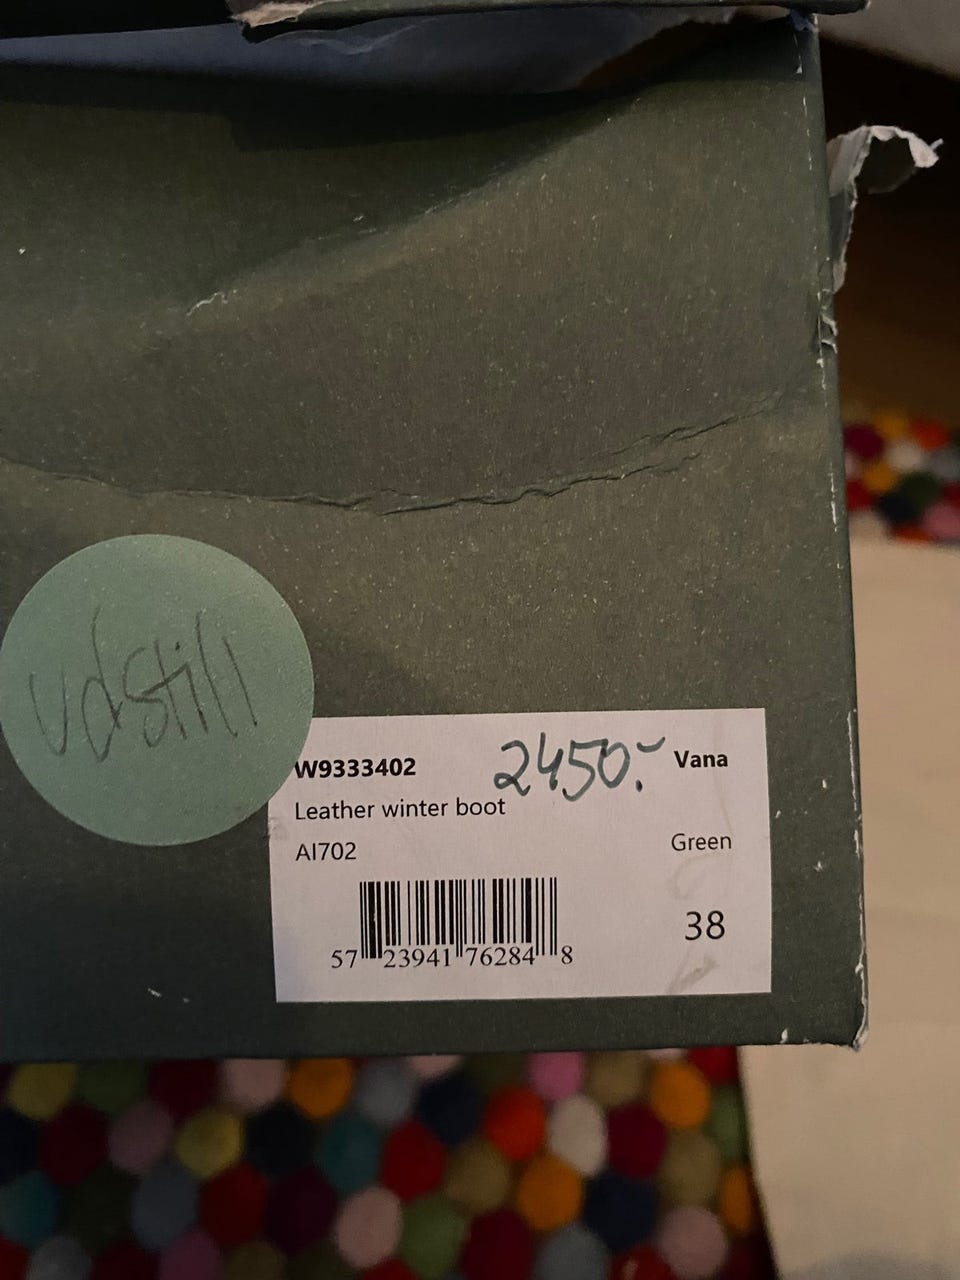 udstill
W9333402 2450.- Vana
Leather winter boot
AI702 Green
38
57 23941 76284 8